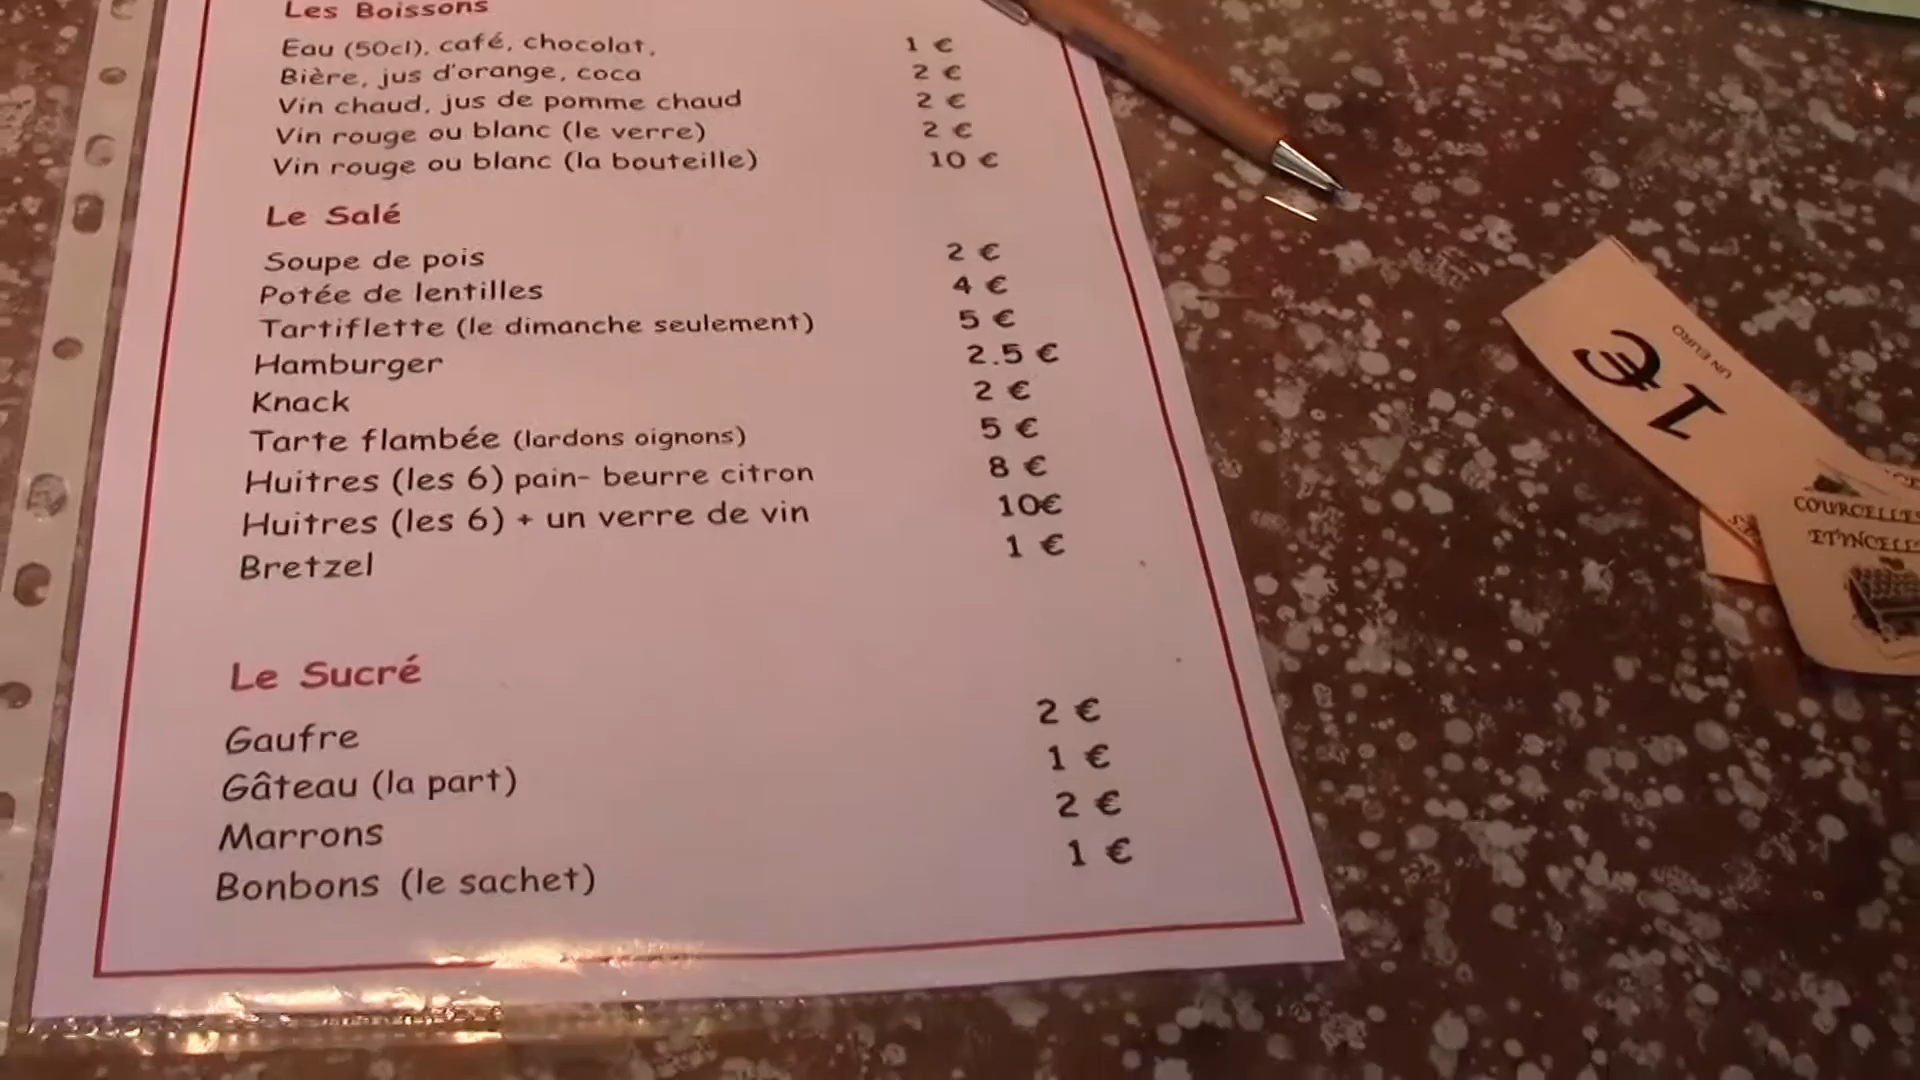 Les Boissons
Eau (50cl), café, chocolat, 1 €
Bière, jus d'orange, coca 2 €
Vin chaud, jus de pomme chaud 2 €
Vin rouge ou blanc (le verre) 2 €
Vin rouge ou blanc (la bouteille) 10 €
Le Salé
Soupe de pois 2 €
Potée de lentilles 4 €
Tartiflette (le dimanche seulement) 5 €
Hamburger 2.5 €
Knack 2 €
Tarte flambée (lardons oignons) 5 €
Huitres (les 6) pain- beurre citron 8 €
Huitres (les 6) + un verre de vin 10€
Bretzel 1 €
Le Sucré
Gaufre 2 €
Gâteau (la part) 1 €
Marrons 2 €
Bonbons (le sachet) 1 €
1€
UN EURO
COURCELLES
ETYNCELL